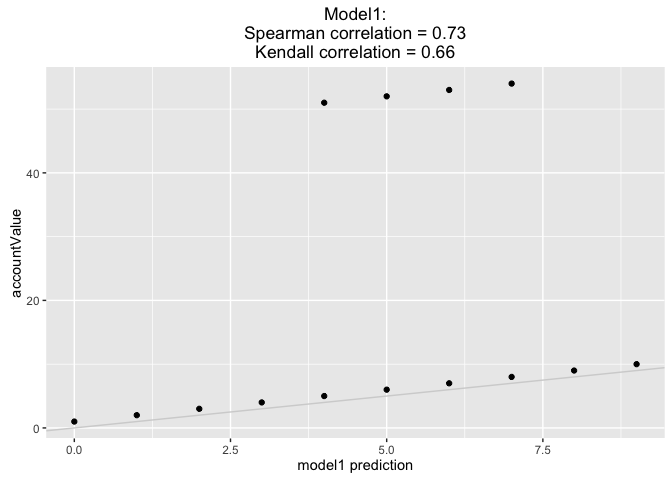 Model1:
Spearman correlation = 0.73
Kendall correlation = 0.66
accountValue
40
20
0
0.0 2.5 5.0 7.5
model1 prediction